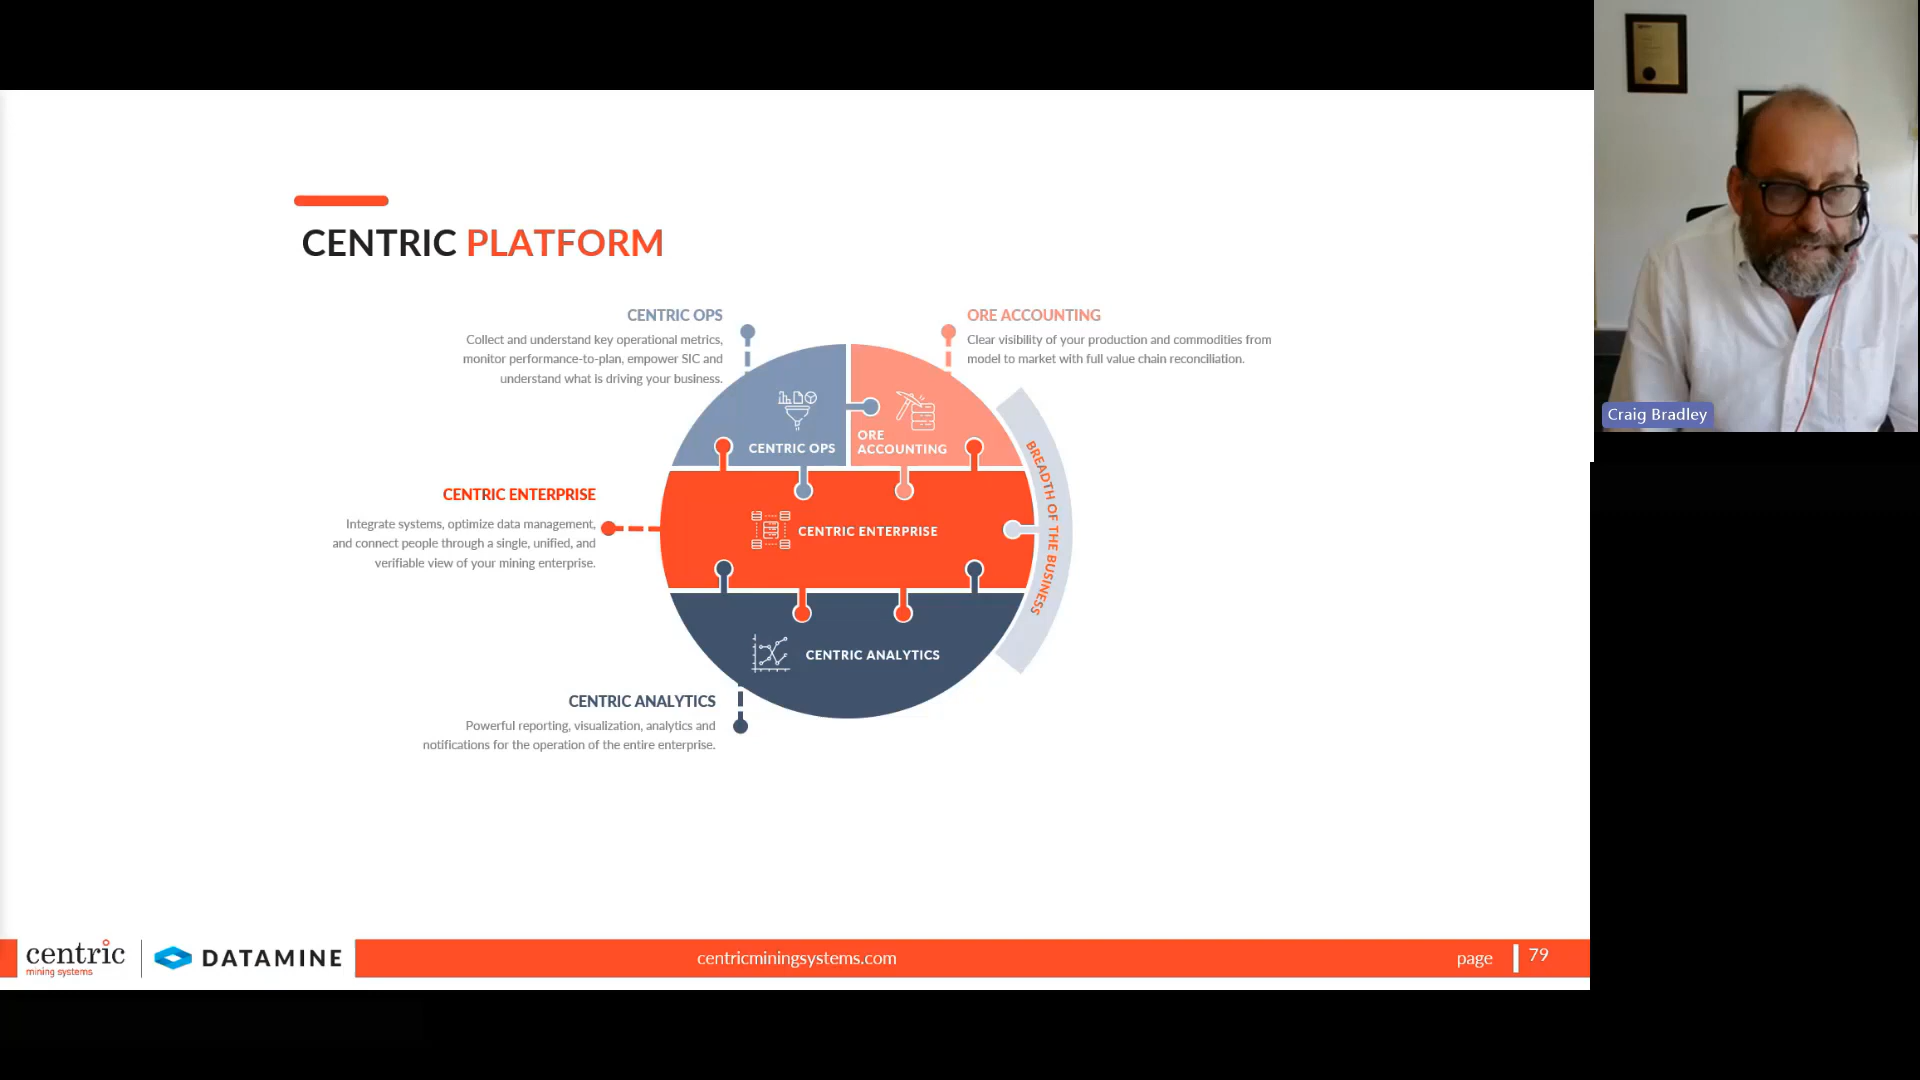 CENTRIC PLATFORM
CENTRIC OPS
Collect and understand key operational metrics,
monitor performance-to-plan, empower SIC and
understand what is driving your business.
ORE ACCOUNTING
Clear visibility of your production and commodities from
model to market with full value chain reconciliation.
CENTRIC OPS
ORE
ACCOUNTING
BREADTH OF THE BUSINESS
CENTRIC ENTERPRISE
Integrate systems, optimize data management,
and connect people through a single, unified, and
verifiable view of your mining enterprise.
CENTRIC ENTERPRISE
CENTRIC ANALYTICS
CENTRIC ANALYTICS
Powerful reporting, visualization, analytics and
notifications for the operation of the entire enterprise.
centric
mining systems
DATAMINE
centricminingsystems.com
page 79
Craig Bradley